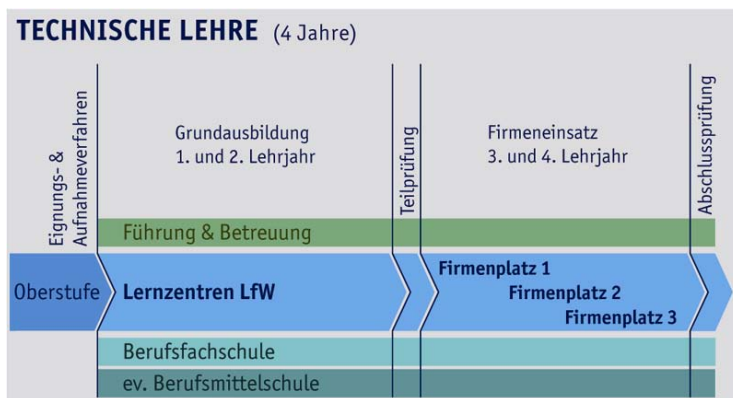 TECHNISCHE LEHRE (4 Jahre)
Eignungs- &
Aufnahmeverfahren
Grundausbildung
1. und 2. Lehrjahr
Teilprüfung
Firmeneinsatz
3. und 4. Lehrjahr
Abschlussprüfung
Führung & Betreuung
Oberstufe
Lernzentren LfW
Firmenplatz 1
Firmenplatz 2
Firmenplatz 3
Berufsfachschule
ev. Berufsmittelschule